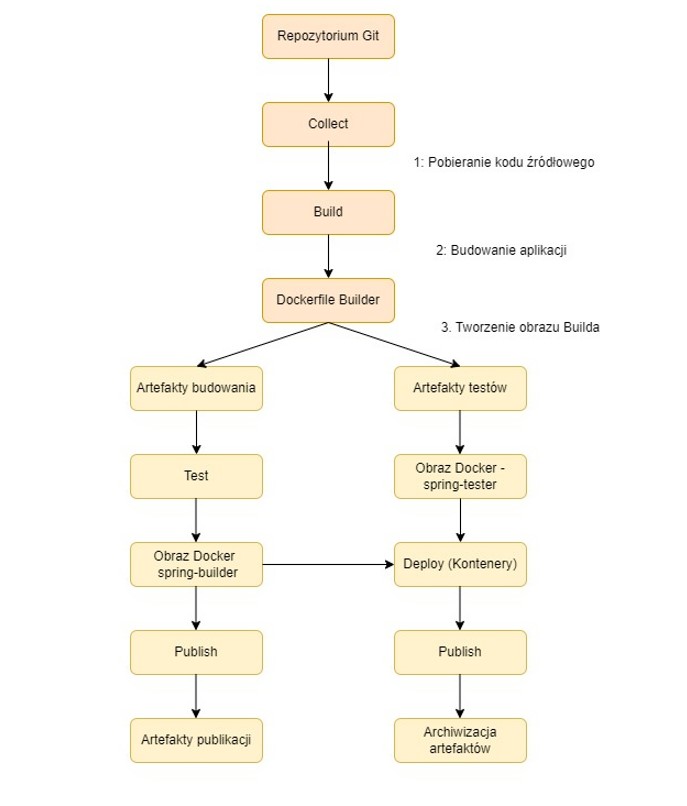 Repozytorium Git
Collect
1: Pobieranie kodu źródłowego
Build
2: Budowanie aplikacji
Dockerfile Builder
3. Tworzenie obrazu Builda
Artefakty budowania
Artefakty testów
Test
Obraz Docker -
spring-tester
Obraz Docker
spring-builder
Deploy (Kontenery)
Publish
Publish
Artefakty publikacji
Archiwizacja
artefaktów